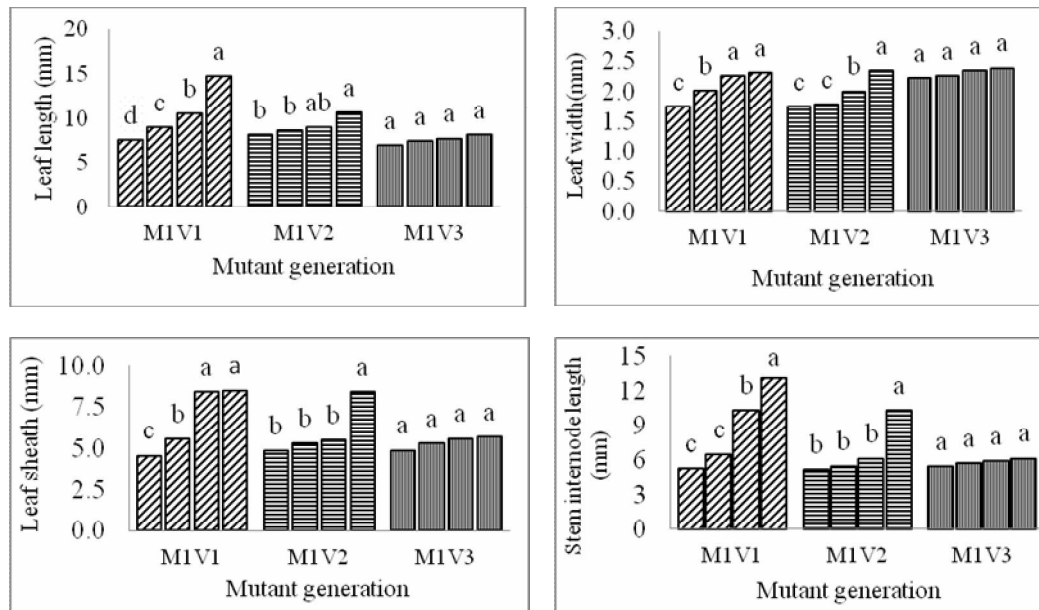 Leaf length (mm)
20
15
10
5
0
d c b a
b b ab a
a a a a
M1V1 M1V2 M1V3
Mutant generation
Leaf width(mm)
3.0
2.5
2.0
1.5
1.0
0.5
0.0
c b a a
c c b a
a a a a
M1V1 M1V2 M1V3
Mutant generation
Leaf sheath (mm)
10.0
7.5
5.0
2.5
0.0
c b a a
b b b a
a a a a
M1V1 M1V2 M1V3
Mutant generation
Stem internode length
(mm)
15
12
9
6
3
0
c c b a
b b b a
a a a a
M1V1 M1V2 M1V3
Mutant generation